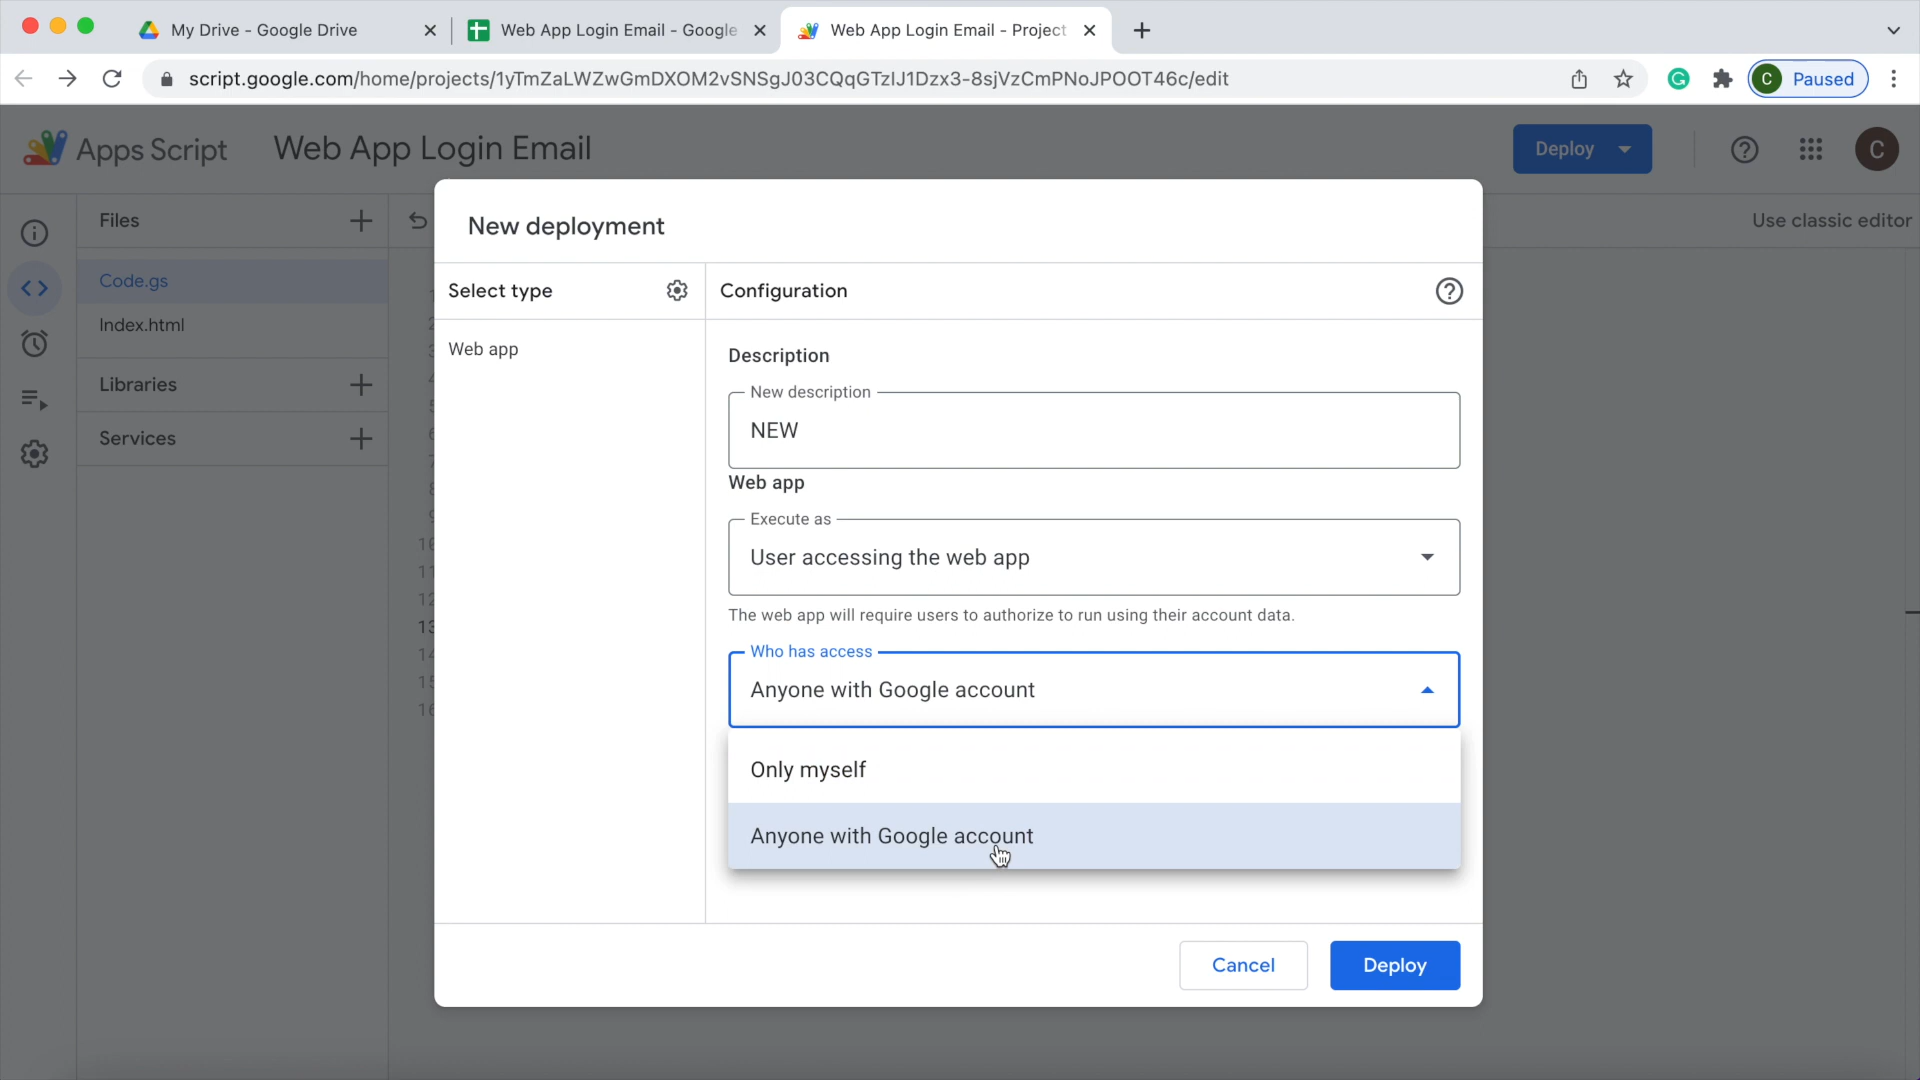 My Drive - Google Drive
Web App Login Email - Google
Web App Login Email - Project
script.google.com/home/projects/1yTmZaLWZwGmDXOM2vSNSgJ03CQqGTzIJ1Dzx3-8sjVzCmPNoJPOOT46c/edit
C Paused
Apps Script
Web App Login Email
Deploy
C
Files
Use classic editor
Code.gs
Index.html
Libraries
Services
New deployment
Select type
Configuration
Web app
Description
New description
NEW
Web app
Execute as
User accessing the web app
The web app will require users to authorize to run using their account data.
Who has access
Anyone with Google account
Only myself
Anyone with Google account
Cancel
Deploy